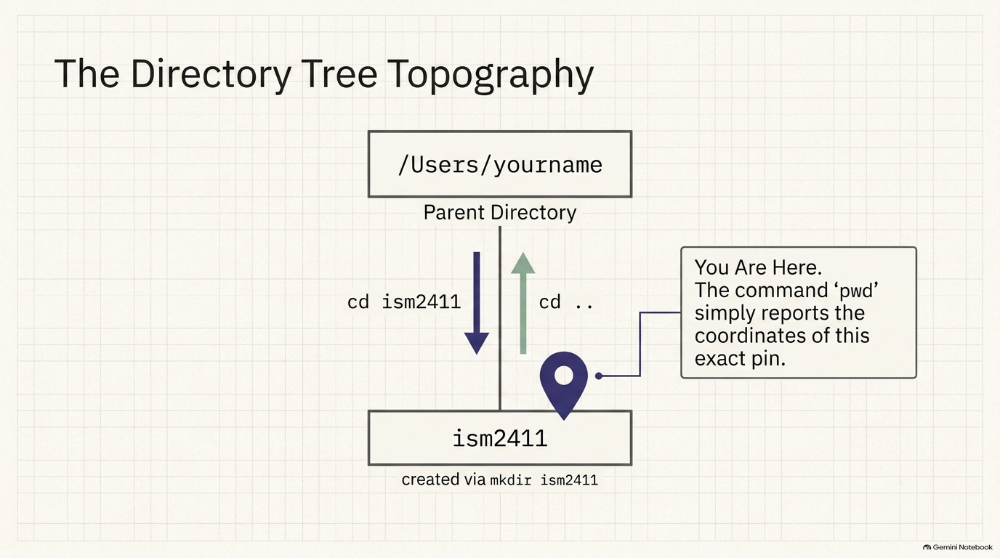 The Directory Tree Topography
/Users/yourname
Parent Directory
cd ism2411
cd ..
You Are Here.
The command ‘pwd’
simply reports the
coordinates of this
exact pin.
ism2411
created via mkdir ism2411
Gemini Notebook